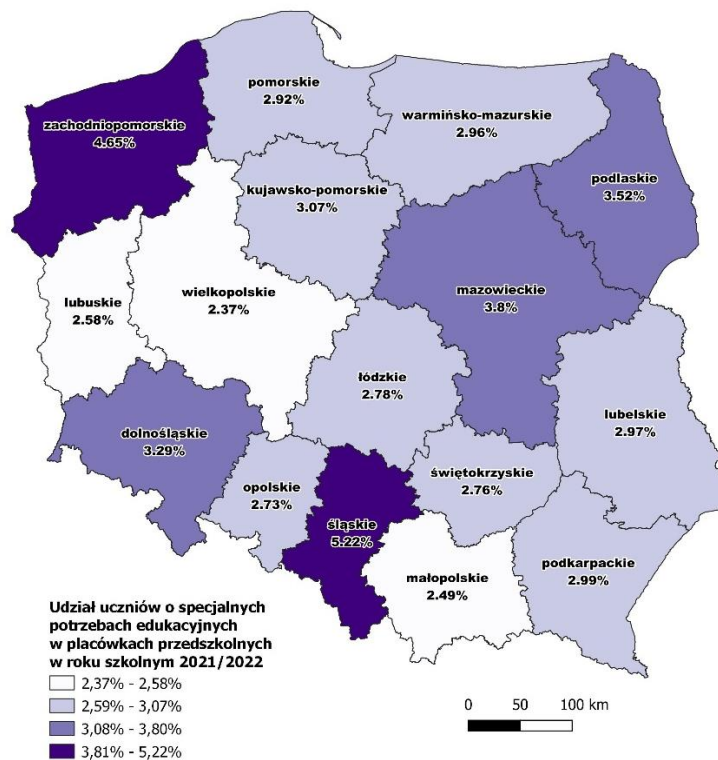 pomorskie
2.92%
warmińsko-mazurskie
2.96%
zachodniopomorskie
4.65%
podlaskie
3.52%
kujawsko-pomorskie
3.07%
mazowieckie
3.8%
wielkopolskie
2.37%
lubuskie
2.58%
łódzkie
2.78%
lubelskie
2.97%
dolnośląskie
3.29%
świętokrzyskie
2.76%
opolskie
2.73%
śląskie
5.22%
podkarpackie
2.99%
małopolskie
2.49%
Udział uczniów o specjalnych
potrzebach edukacyjnych
w placówkach przedszkolnych
w roku szkolnym 2021/2022
2,37% - 2,58%
2,59% - 3,07%
3,08% - 3,80%
3,81% - 5,22%
0 50 100 km